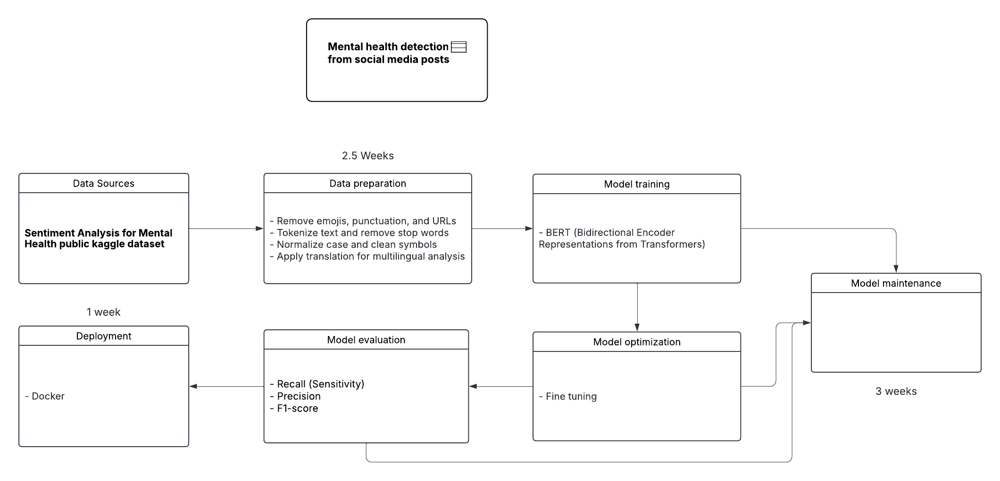 Mental health detection
from social media posts
2.5 Weeks
Data Sources
Sentiment Analysis for Mental
Health public kaggle dataset
Data preparation
- Remove emojis, punctuation, and URLs
- Tokenize text and remove stop words
- Normalize case and clean symbols
- Apply translation for multilingual analysis
Model training
- BERT (Bidirectional Encoder
Representations from Transformers)
Model maintenance
3 weeks
1 week
Deployment
- Docker
Model evaluation
- Recall (Sensitivity)
- Precision
- F1-score
Model optimization
- Fine tuning